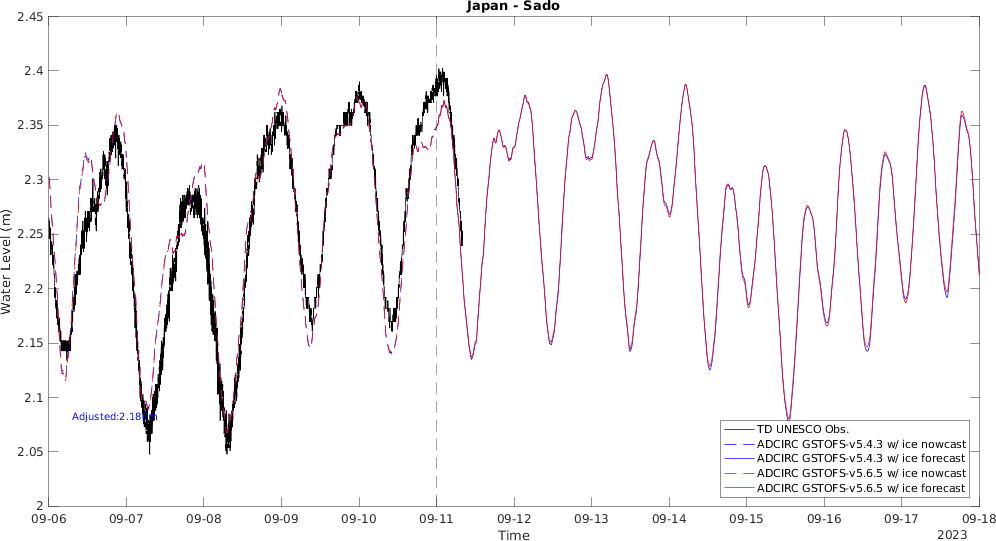 Japan - Sado
2.45
2.4
2.35
2.3
2.25
2.2
2.15
2.1
2.05
2
Water Level (m)
Adjusted:2.18
TD UNESCO Obs.
ADCIRC GSTOFS-v5.4.3 w/ ice nowcast
ADCIRC GSTOFS-v5.4.3 w/ ice forecast
ADCIRC GSTOFS-v5.6.5 w/ ice nowcast
ADCIRC GSTOFS-v5.6.5 w/ ice forecast
09-06 09-07 09-08 09-09 09-10 09-11 09-12 09-13 09-14 09-15 09-16 09-17 09-18
Time
2023